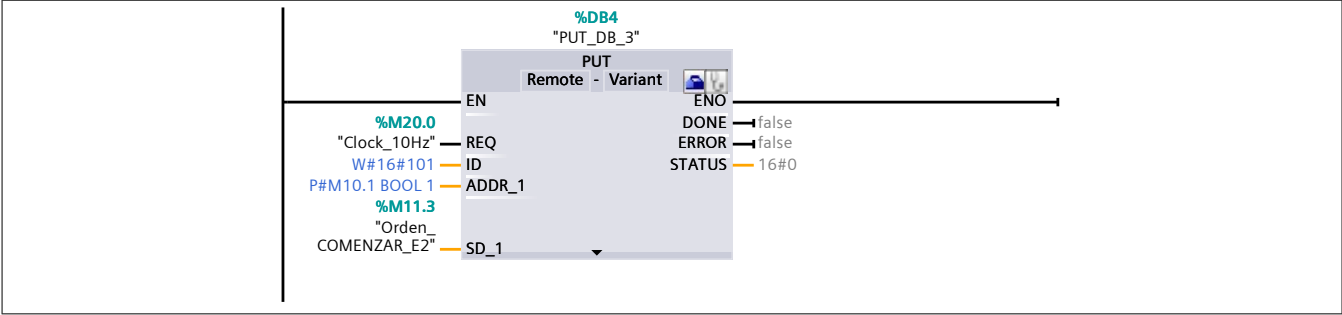 %DB4
"PUT_DB_3"
PUT
Remote - Variant
EN ENO
%M20.0 DONE false
"Clock_10Hz" REQ ERROR false
W#16#101 ID STATUS 16#0
P#M10.1 BOOL 1 ADDR_1
%M11.3
"Orden_
COMENZAR_E2" SD_1